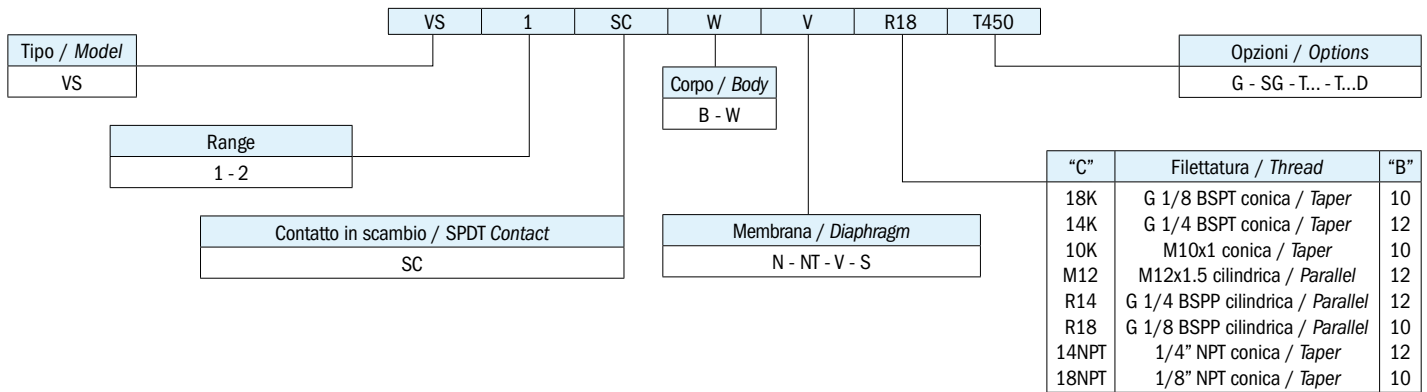 VS 1 SC W V R18 T450
Tipo / Model
VS
Opzioni / Options
G - SG - T... - T...D
Corpo / Body
B - W
Range
1 - 2
"C" Filettatura / Thread "B"
18K G 1/8 BSPT conica / Taper 10
14K G 1/4 BSPT conica / Taper 12
10K M10x1 conica / Taper 10
M12 M12x1.5 cilindrica / Parallel 12
R14 G 1/4 BSPP cilindrica / Parallel 12
R18 G 1/8 BSPP cilindrica / Parallel 10
14NPT 1/4” NPT conica / Taper 12
18NPT 1/8” NPT conica / Taper 10
Contatto in scambio / SPDT Contact
SC
Membrana / Diaphragm
N - NT - V - S